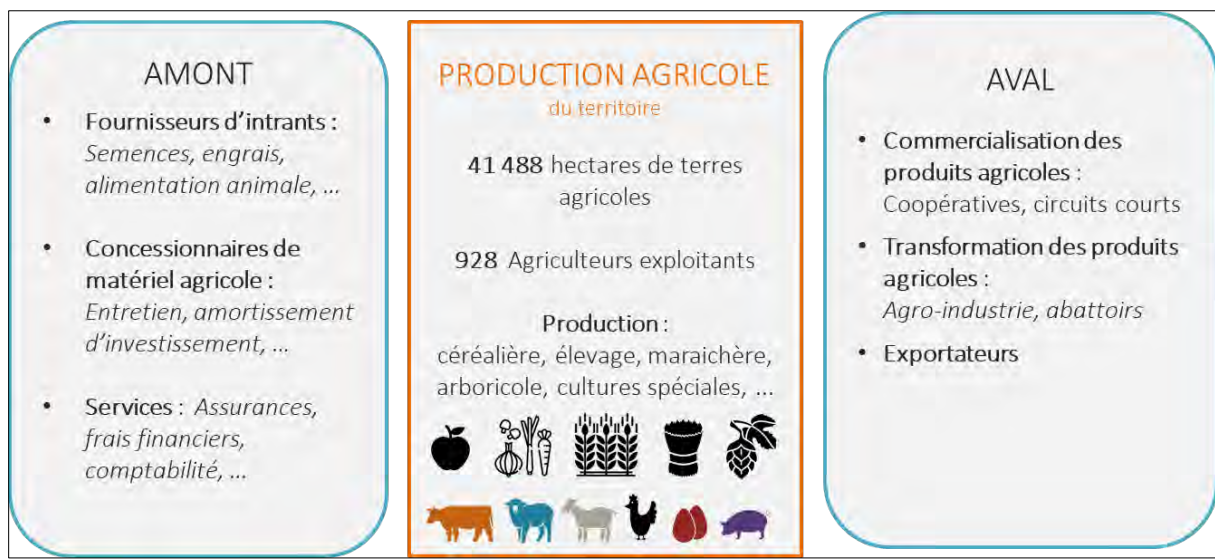 AMONT
• Fournisseurs d'intrants :
Semences, engrais,
alimentation animale, ...
• Concessionnaires de
matériel agricole :
Entretien, amortissement
d'investissement, ...
• Services : Assurances,
frais financiers,
comptabilité, ...
PRODUCTION AGRICOLE
du territoire
41 488 hectares de terres
agricoles
928 Agriculteurs exploitants
Production :
céréalière, élevage, maraichère,
arboricole, cultures spéciales, ...
AVAL
• Commercialisation des
produits agricoles :
Coopératives, circuits courts
• Transformation des produits
agricoles :
Agro-industrie, abattoirs
• Exportateurs